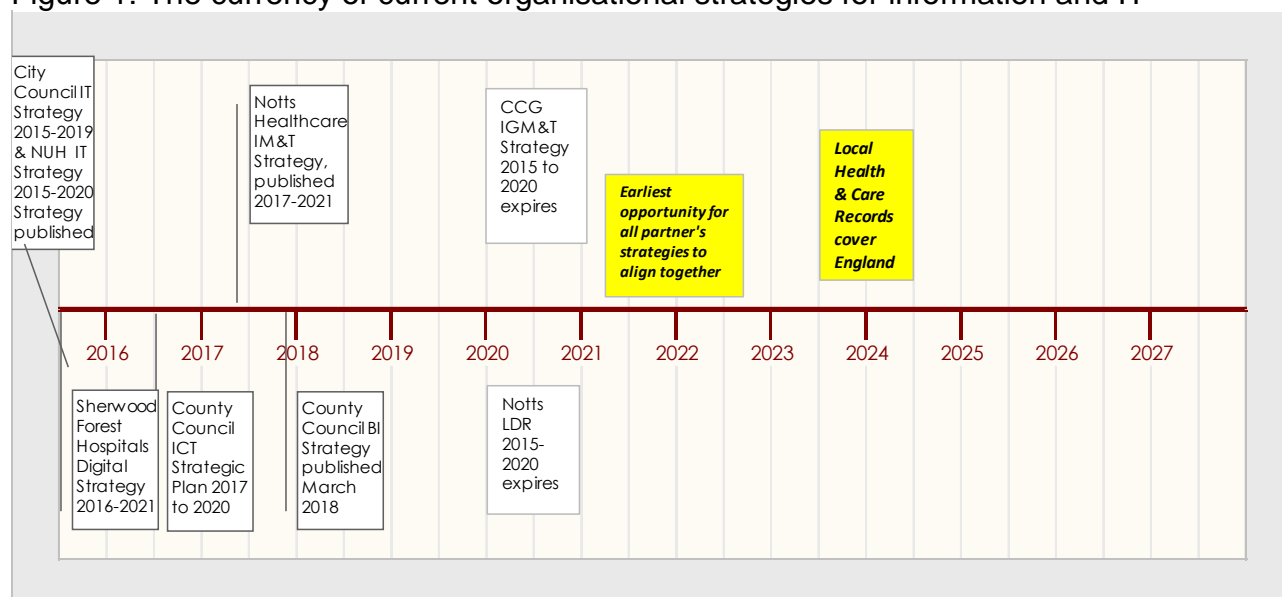 Figure 1: The currency of current organisational strategies for information and IT
City
Council IT
Strategy
2015-2019
& NUH IT
Strategy
2015-2020
Strategy
published
Notts
Healthcare
IM&T
Strategy,
published
2017-2021
CCG
IGM&T
Strategy
2015 to
2020
expires
Earliest
opportunity for
all partner's
strategies to
align together
Local
Health
& Care
Records
cover
England
2016 2017 2018 2019 2020 2021 2022 2023 2024 2025 2026 2027
Sherwood
Forest
Hospitals
Digital
Strategy
2016-2021
County
Council
ICT
Strategic
Plan 2017
to 2020
County
Council BI
Strategy
published
March
2018
Notts
LDR
2015-
2020
expires